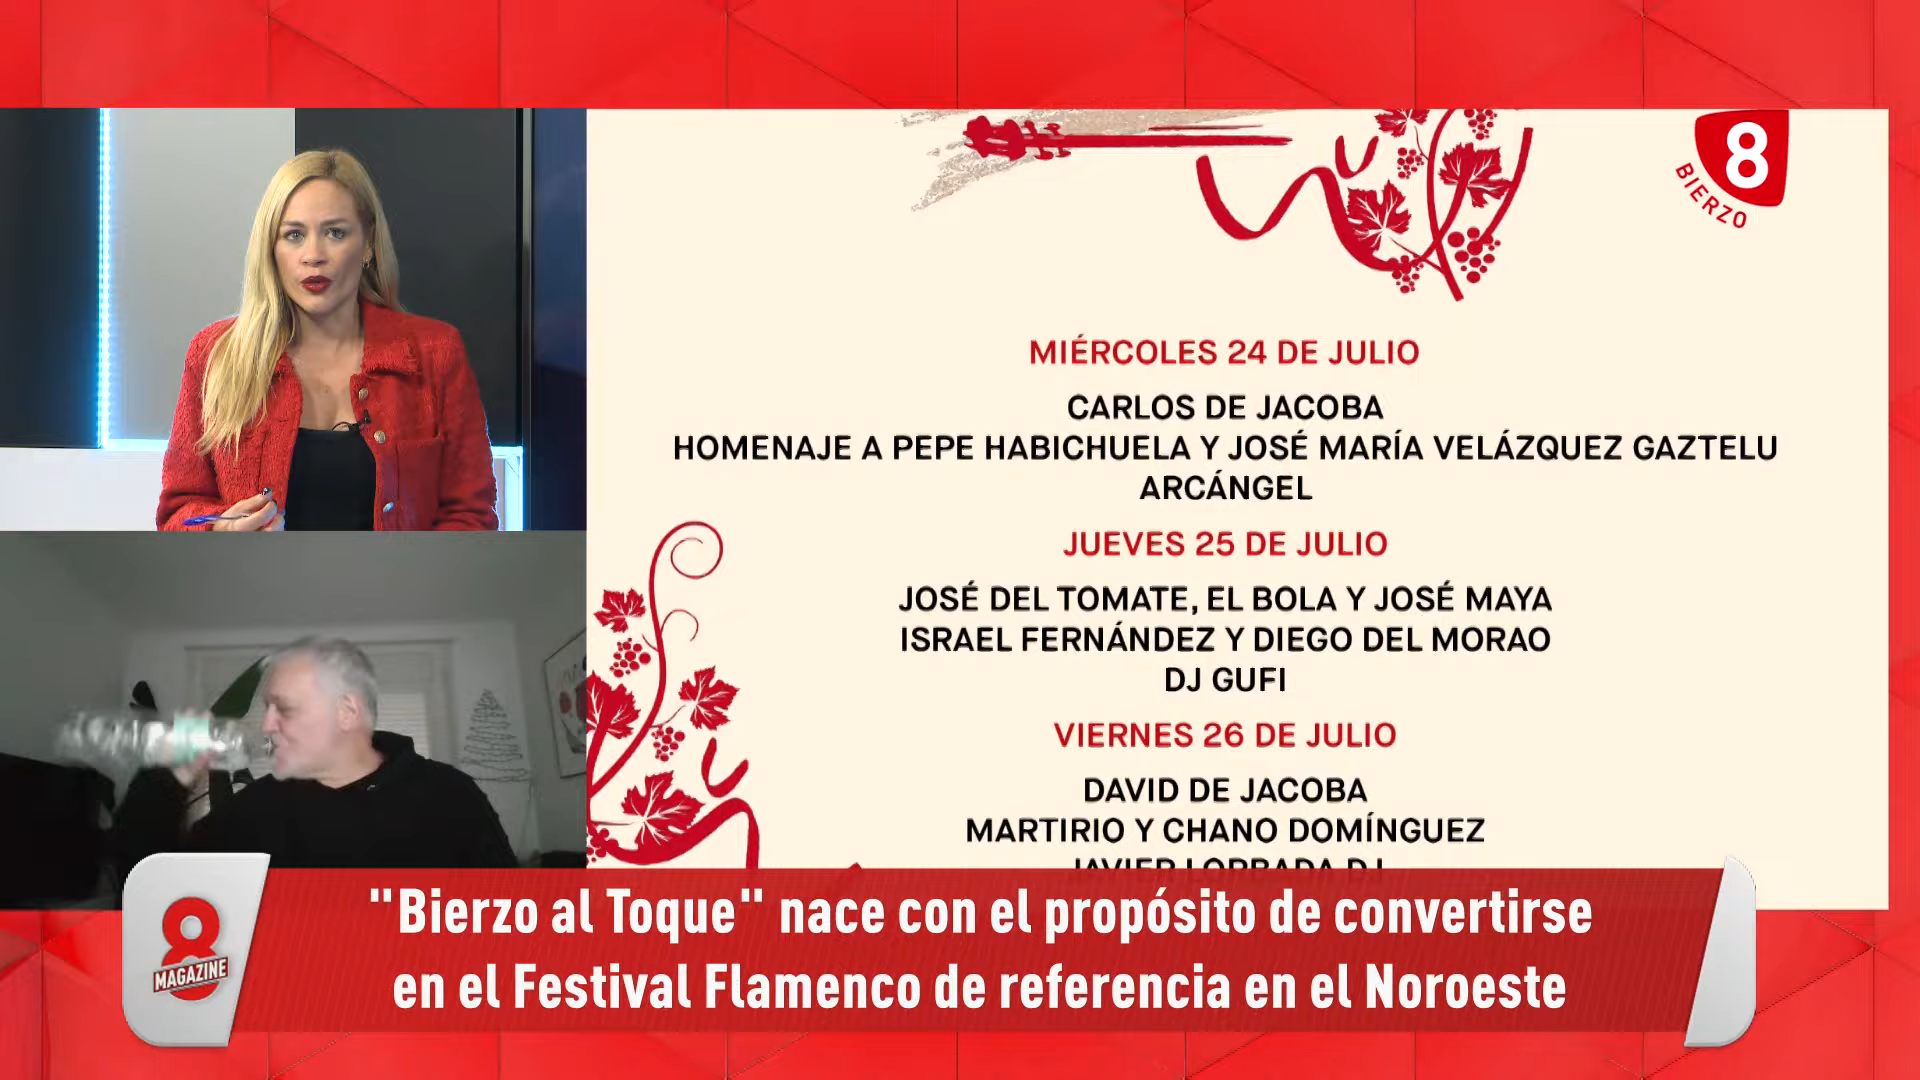 8
BIERZO
MIÉRCOLES 24 DE JULIO
CARLOS DE JACOBA
HOMENAJE A PEPE HABICHUELA Y JOSÉ MARÍA VELÁZQUEZ GAZTELU
ARCÁNGEL
JUEVES 25 DE JULIO
JOSÉ DEL TOMATE, EL BOLA Y JOSÉ MAYA
ISRAEL FERNÁNDEZ Y DIEGO DEL MORAO
DJ GUFI
VIERNES 26 DE JULIO
DAVID DE JACOBA
MARTIRIO Y CHANO DOMÍNGUEZ
JAVIER LORBADA DJ
8
MAGAZINE
"Bierzo al Toque" nace con el propósito de convertirse
en el Festival Flamenco de referencia en el Noroeste